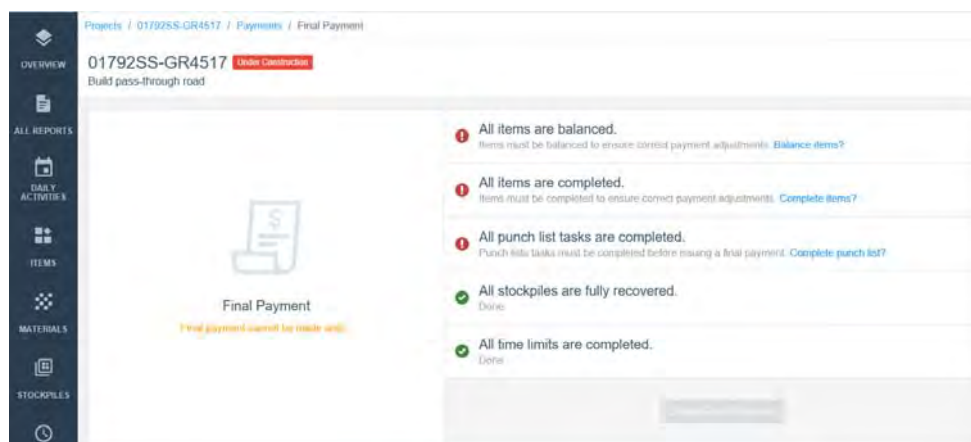 Projects / 01792SS-GR4517 / Payments / Final Payment
OVERVIEW
01792SS-GR4517 Under Construction
Build pass-through road
ALL REPORTS
DAILY
ACTIVITIES
ITEMS
MATERIALS
STOCKPILES
Final Payment
Final payment cannot be made until
All items are balanced.
Items must be balanced to ensure correct payment adjustments. Balance items?
All items are completed.
Items must be completed to ensure correct payment adjustments. Complete items?
All punch list tasks are completed.
Punch lists tasks must be completed before issuing a final payment. Complete punch list?
All stockpiles are fully recovered.
Done
All time limits are completed.
Done